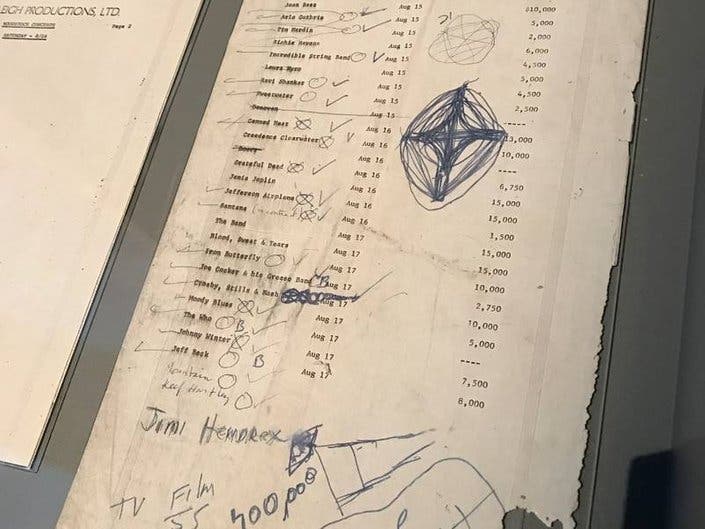 LEIGH PRODUCTIONS, LTD.
WOODSTOCK CONCERTS
SATURDAY - 8/16 Page 2
Joan Baez Aug 15 $10,000
Arlo Guthrie Aug 15 5,000
Tim Hardin Aug 15 2,000
Richie Havens Aug 15 6,000
Incredible String Band Aug 15 4,500
Laura Nyro Aug 15 5,000
Ravi Shankar Aug 15 4,500
Sweetwater Aug 15 2,500
Donovan ----
Canned Heat Aug 16 13,000
Creedence Clearwater Aug 16 10,000
Doors
Grateful Dead Aug 16 6,750
Janis Joplin Aug 16 15,000
Jefferson Airplane Aug 16 15,000
Santana Aug 16 1,500
The Band Aug 17 15,000
Blood, Sweat & Tears Aug 17 15,000
Iron Butterfly Aug 17 10,000
Joe Cocker & his Grease Band B Aug 17 2,750
Crosby, Stills & Nash Aug 17 10,000
Moody Blues Aug 17 5,000
The Who B Aug 17 ----
Johnny Winter Aug 17 7,500
Jeff Beck B Aug 17 8,000
Mountain
Keef Hartley
Jimi Hendrex
TV Film
55 400,000